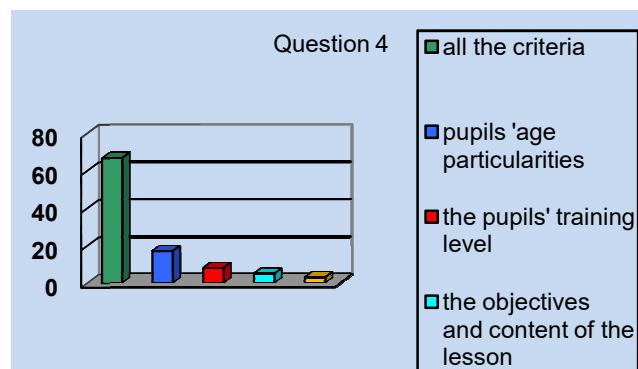 Question 4
80
60
40
20
0
all the criteria
pupils 'age
particularities
the pupils' training
level
the objectives
and content of the
lesson